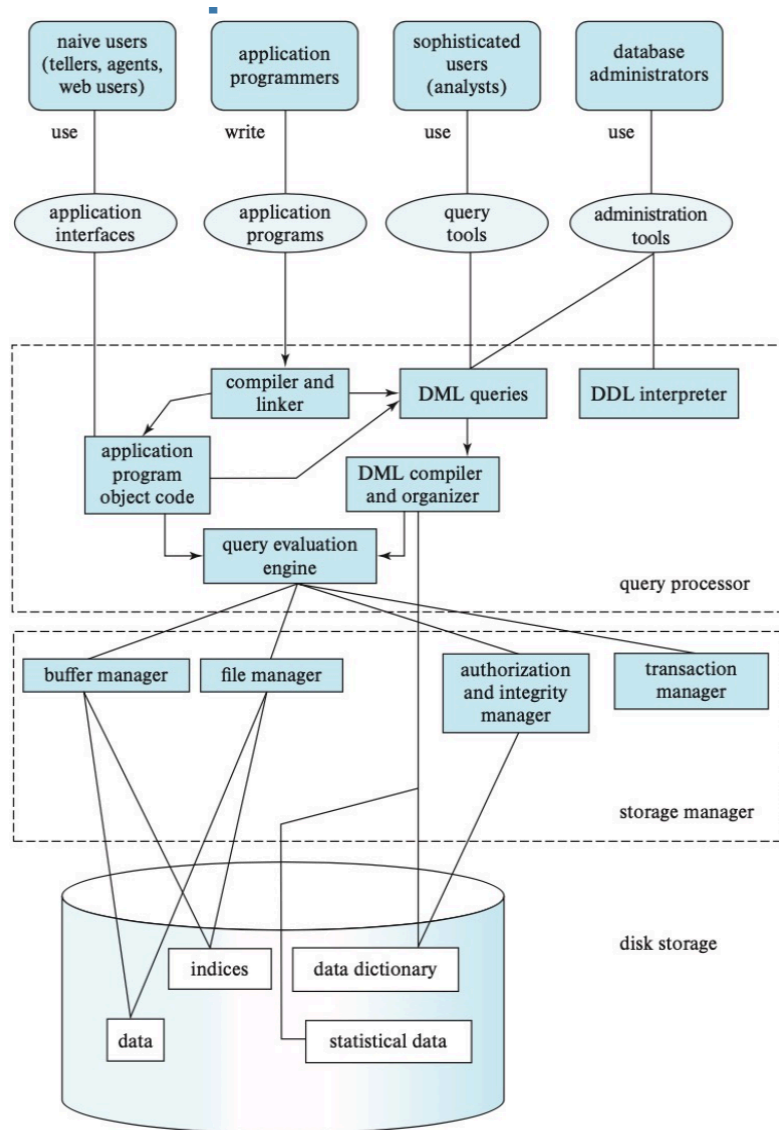 naive users
(tellers, agents,
web users)
application
programmers
sophisticated
users
(analysts)
database
administrators
use
write
use
use
application
interfaces
application
programs
query
tools
administration
tools
compiler and
linker
DML queries
DDL interpreter
application
program
object code
DML compiler
and organizer
query evaluation
engine
query processor
buffer manager
file manager
authorization
and integrity
manager
transaction
manager
storage manager
disk storage
indices
data dictionary
data
statistical data